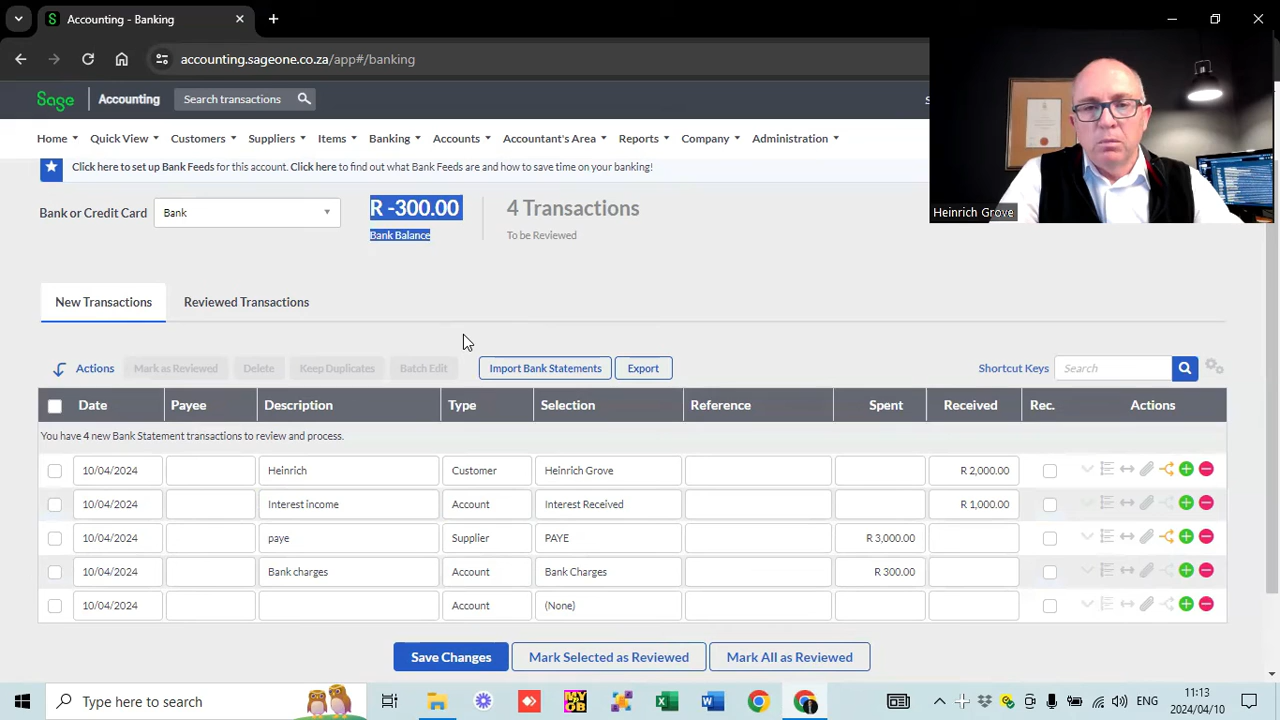 Accounting - Banking
accounting.sageone.co.za/app#/banking
Sage Accounting Search transactions
Home Quick View Customers Suppliers Items Banking Accounts Accountant's Area Reports Company Administration
Click here to set up Bank Feeds for this account. Click here to find out what Bank Feeds are and how to save time on your banking!
Bank or Credit Card Bank R -300.00 4 Transactions
Bank Balance To be Reviewed
Heinrich Grove
New Transactions Reviewed Transactions
Actions Mark as Reviewed Delete Keep Duplicates Batch Edit Import Bank Statements Export Shortcut Keys Search
Date Payee Description Type Selection Reference Spent Received Rec. Actions
You have 4 new Bank Statement transactions to review and process.
10/04/2024 Heinrich Customer Heinrich Grove R 2,000.00
10/04/2024 Interest income Account Interest Received R 1,000.00
10/04/2024 paye Supplier PAYE R 3,000.00
10/04/2024 Bank charges Account Bank Charges R 300.00
10/04/2024 Account (None)
Save Changes Mark Selected as Reviewed Mark All as Reviewed
Type here to search
ENG
11:13
2024/04/10